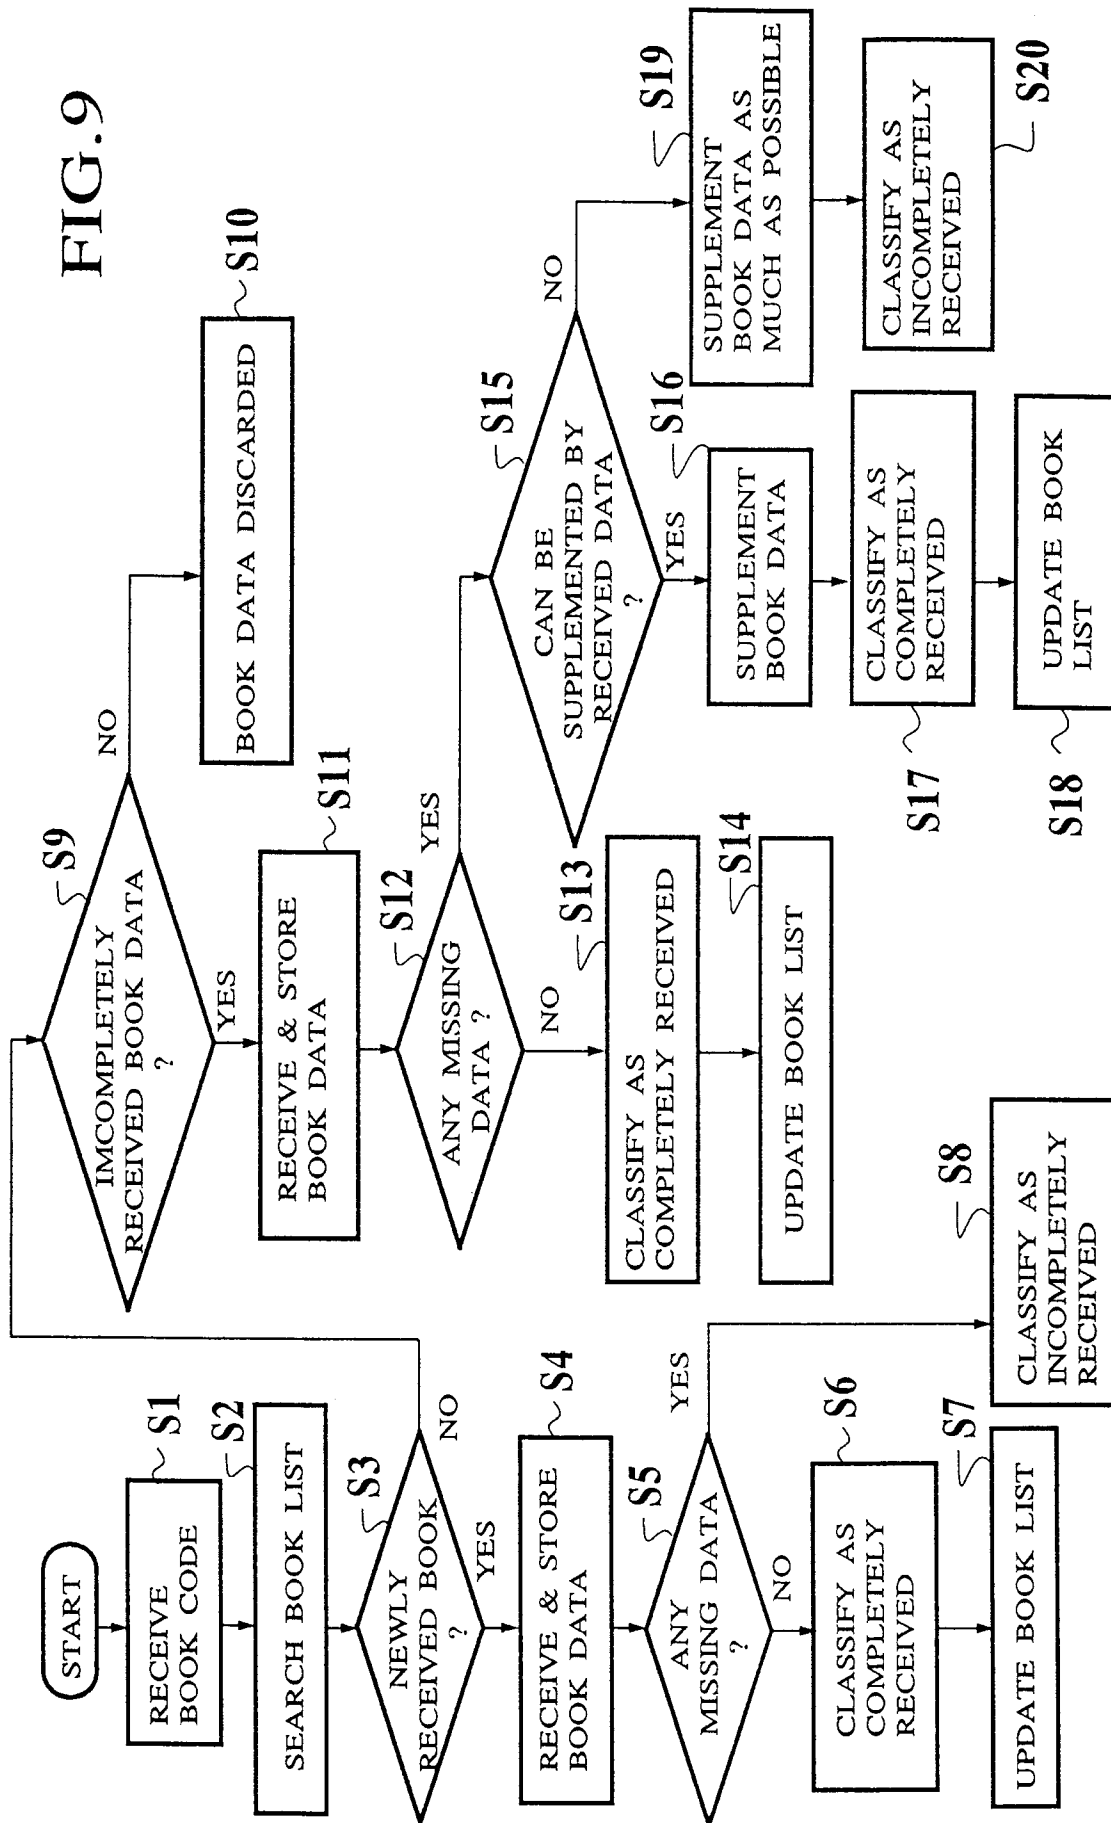 FIG.9
START
RECEIVE
BOOK CODE
S1
SEARCH BOOK LIST
S2
NEWLY
RECEIVED BOOK
?
S3
NO
YES
RECEIVE & STORE
BOOK DATA
S4
ANY
MISSING DATA
?
S5
YES
NO
CLASSIFY AS
COMPLETELY
RECEIVED
S6
UPDATE BOOK LIST
S7
CLASSIFY AS
INCOMPLETELY
RECEIVED
S8
IMCOMPLETELY
RECEIVED BOOK DATA
?
S9
NO
YES
BOOK DATA DISCARDED
S10
RECEIVE & STORE
BOOK DATA
S11
ANY MISSING
DATA ?
S12
YES
NO
CLASSIFY AS
COMPLETELY RECEIVED
S13
UPDATE BOOK LIST
S14
CAN BE
SUPPLEMENTED BY
RECEIVED DATA
?
S15
NO
YES
SUPPLEMENT
BOOK DATA
S16
CLASSIFY AS
COMPLETELY
RECEIVED
S17
UPDATE BOOK
LIST
S18
SUPPLEMENT
BOOK DATA AS
MUCH AS POSSIBLE
S19
CLASSIFY AS
INCOMPLETELY
RECEIVED
S20